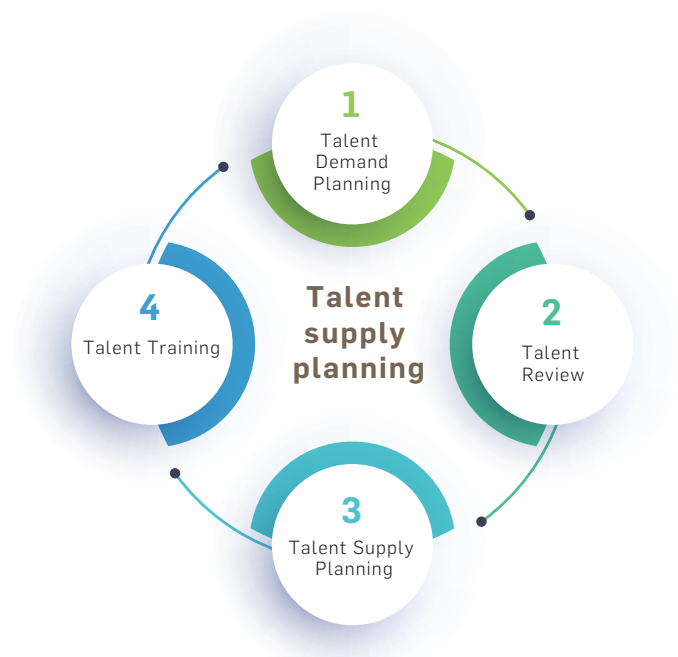 1
Talent
Demand
Planning
Talent
supply
planning
4
Talent Training
2
Talent
Review
3
Talent Supply
Planning